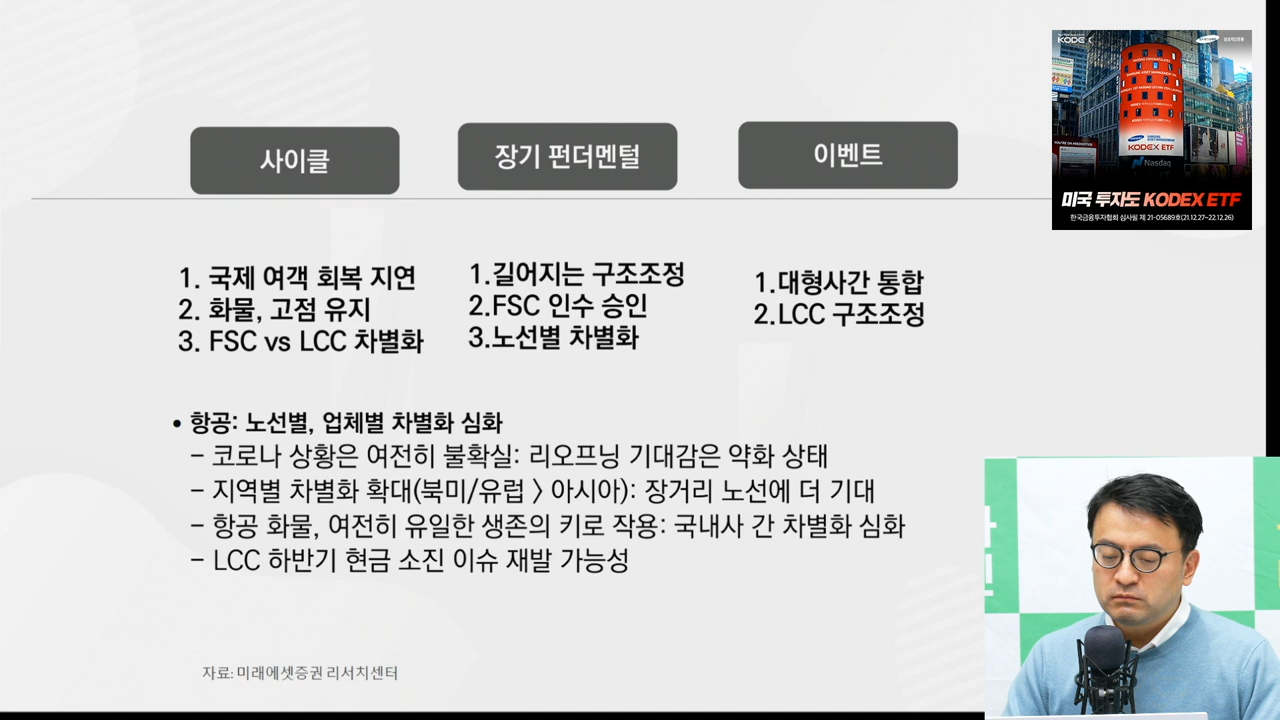 사이클
장기 펀더멘털
이벤트
1. 국제 여객 회복 지연
2. 화물, 고점 유지
3. FSC vs LCC 차별화
1.길어지는 구조조정
2.FSC 인수 승인
3.노선별 차별화
1.대형사간 통합
2.LCC 구조조정
• 항공: 노선별, 업체별 차별화 심화
– 코로나 상황은 여전히 불확실: 리오프닝 기대감은 약화 상태
– 지역별 차별화 확대(북미/유럽 > 아시아): 장거리 노선에 더 기대
– 항공 화물, 여전히 유일한 생존의 키로 작용: 국내사 간 차별화 심화
– LCC 하반기 현금 소진 이슈 재발 가능성
자료: 미래에셋증권 리서치센터
KODEX ETF
Nasdaq
미국 투자도 KODEX ETF
한국금융투자협회 심사필 제 21-05689호(21.12.27~22.12.26)